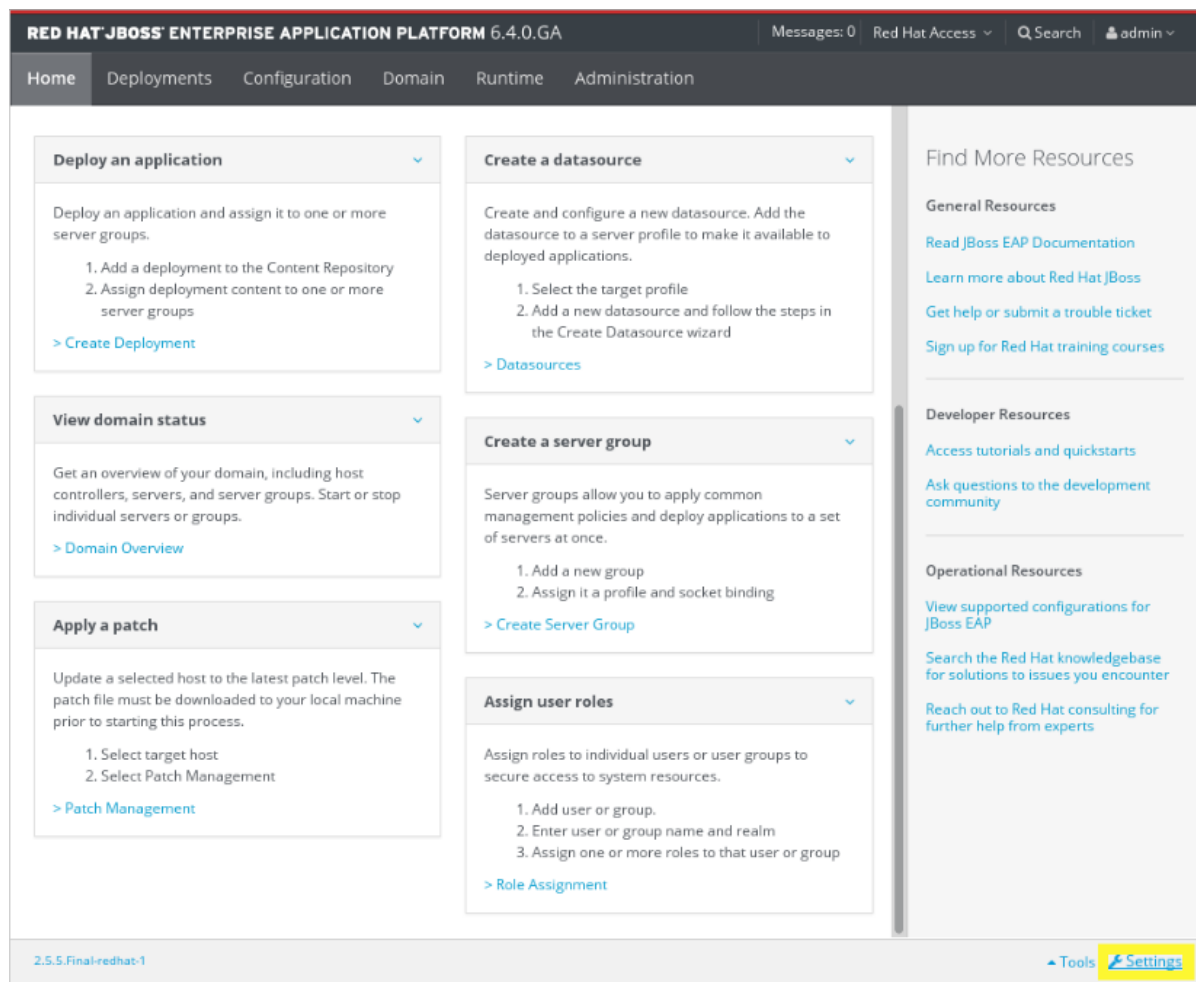 RED HAT JBOSS ENTERPRISE APPLICATION PLATFORM 6.4.0.GA
Messages: 0 Red Hat Access Search admin
Home Deployments Configuration Domain Runtime Administration
Deploy an application
Deploy an application and assign it to one or more
server groups.
1. Add a deployment to the Content Repository
2. Assign deployment content to one or more
server groups
> Create Deployment
View domain status
Get an overview of your domain, including host
controllers, servers, and server groups. Start or stop
individual servers or groups.
> Domain Overview
Apply a patch
Update a selected host to the latest patch level. The
patch file must be downloaded to your local machine
prior to starting this process.
1. Select target host
2. Select Patch Management
> Patch Management
Create a datasource
Create and configure a new datasource. Add the
datasource to a server profile to make it available to
deployed applications.
1. Select the target profile
2. Add a new datasource and follow the steps in
the Create Datasource wizard
> Datasources
Create a server group
Server groups allow you to apply common
management policies and deploy applications to a set
of servers at once.
1. Add a new group
2. Assign it a profile and socket binding
> Create Server Group
Assign user roles
Assign roles to individual users or user groups to
secure access to system resources.
1. Add user or group.
2. Enter user or group name and realm
3. Assign one or more roles to that user or group
> Role Assignment
Find More Resources
General Resources
Read JBoss EAP Documentation
Learn more about Red Hat JBoss
Get help or submit a trouble ticket
Sign up for Red Hat training courses
Developer Resources
Access tutorials and quickstarts
Ask questions to the development
community
Operational Resources
View supported configurations for
JBoss EAP
Search the Red Hat knowledgebase
for solutions to issues you encounter
Reach out to Red Hat consulting for
further help from experts
2.5.5.Final-redhat-1
Tools Settings